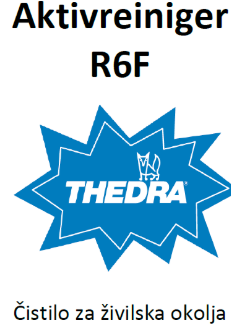 Aktivreiniger
R6F
THEDRA
Čistilo za živilska okolja